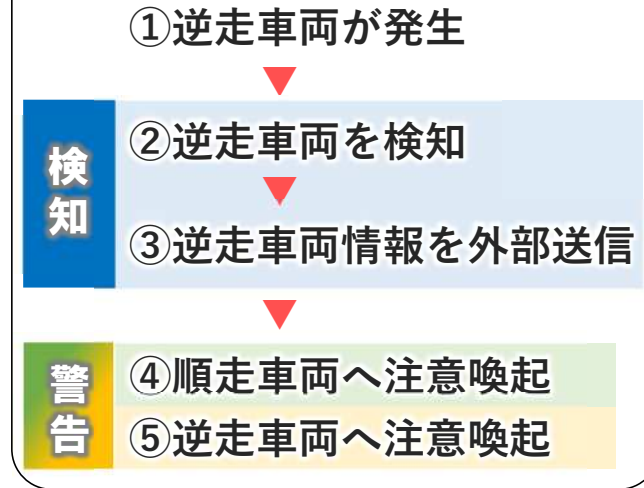 ①逆走車両が発生
検知
②逆走車両を検知
③逆走車両情報を外部送信
警告
④順走車両へ注意喚起
⑤逆走車両へ注意喚起